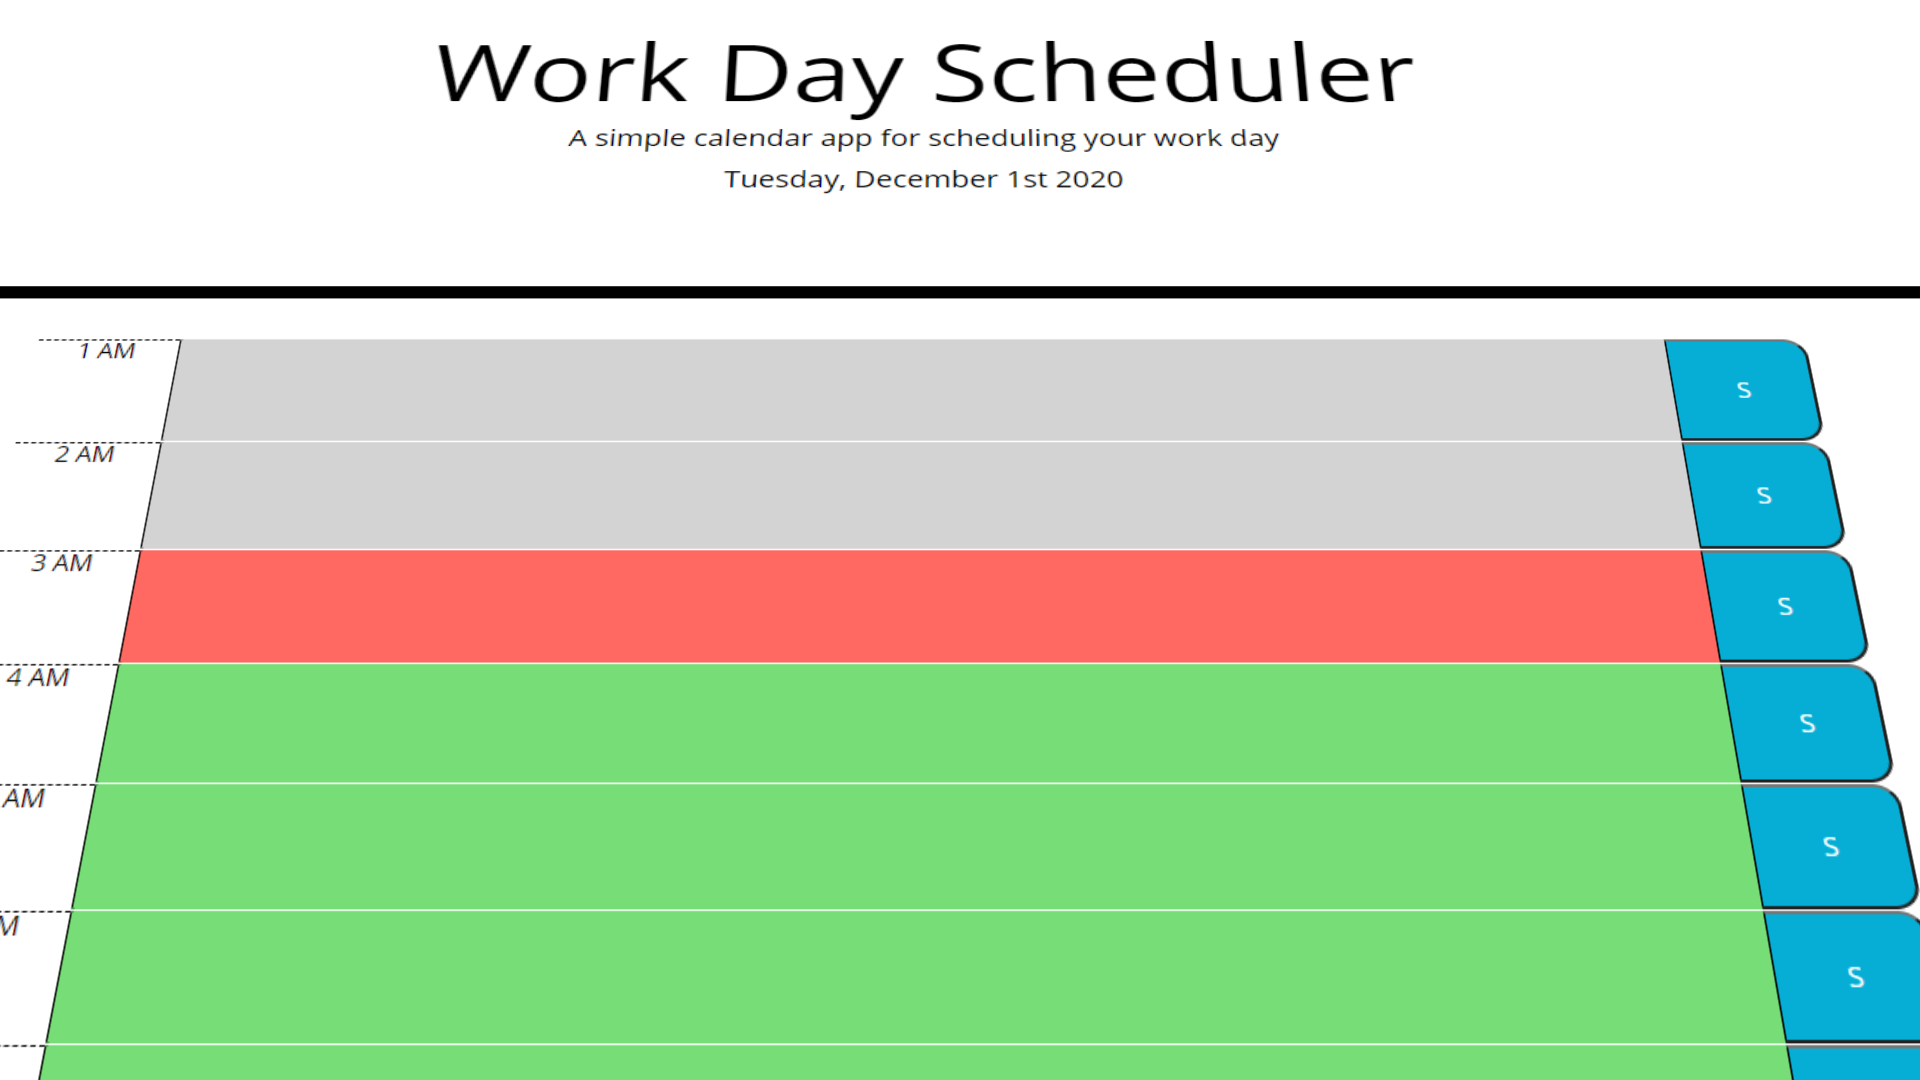 Work Day Scheduler
A simple calendar app for scheduling your work day
Tuesday, December 1st 2020
1 AM
S
2 AM
S
3 AM
S
4 AM
S
AM
S
M
S